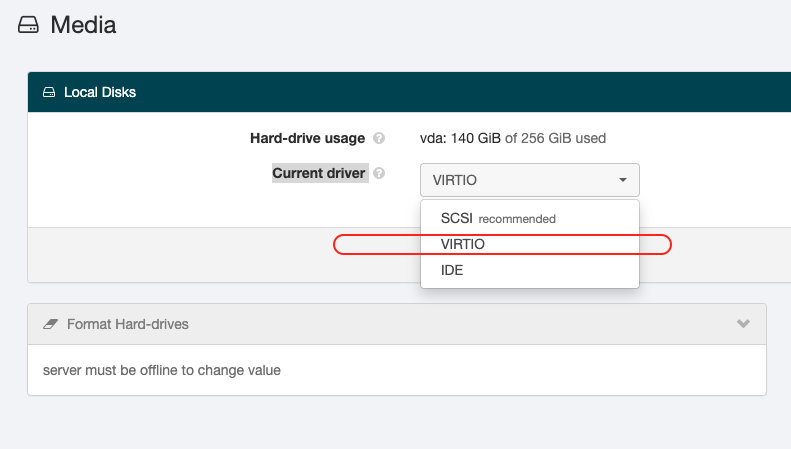 Media
Local Disks
Hard-drive usage ? vda: 140 GiB of 256 GiB used
Current driver ? VIRTIO
SCSI recommended
VIRTIO
IDE
Format Hard-drives
server must be offline to change value